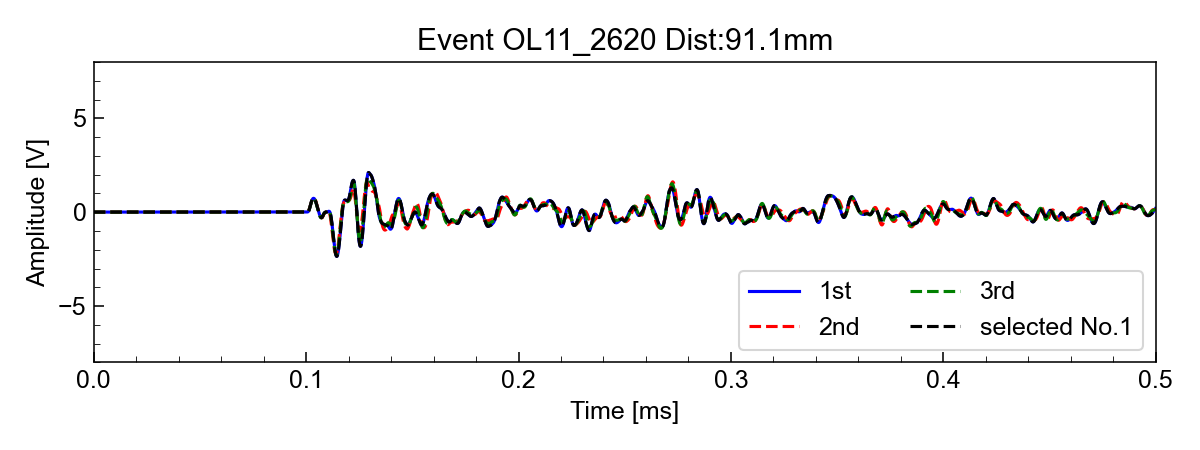 Event OL11_2620 Dist:91.1mm
Amplitude [V]
5
0
−5
1st
2nd
3rd
selected No.1
0.0 0.1 0.2 0.3 0.4 0.5
Time [ms]